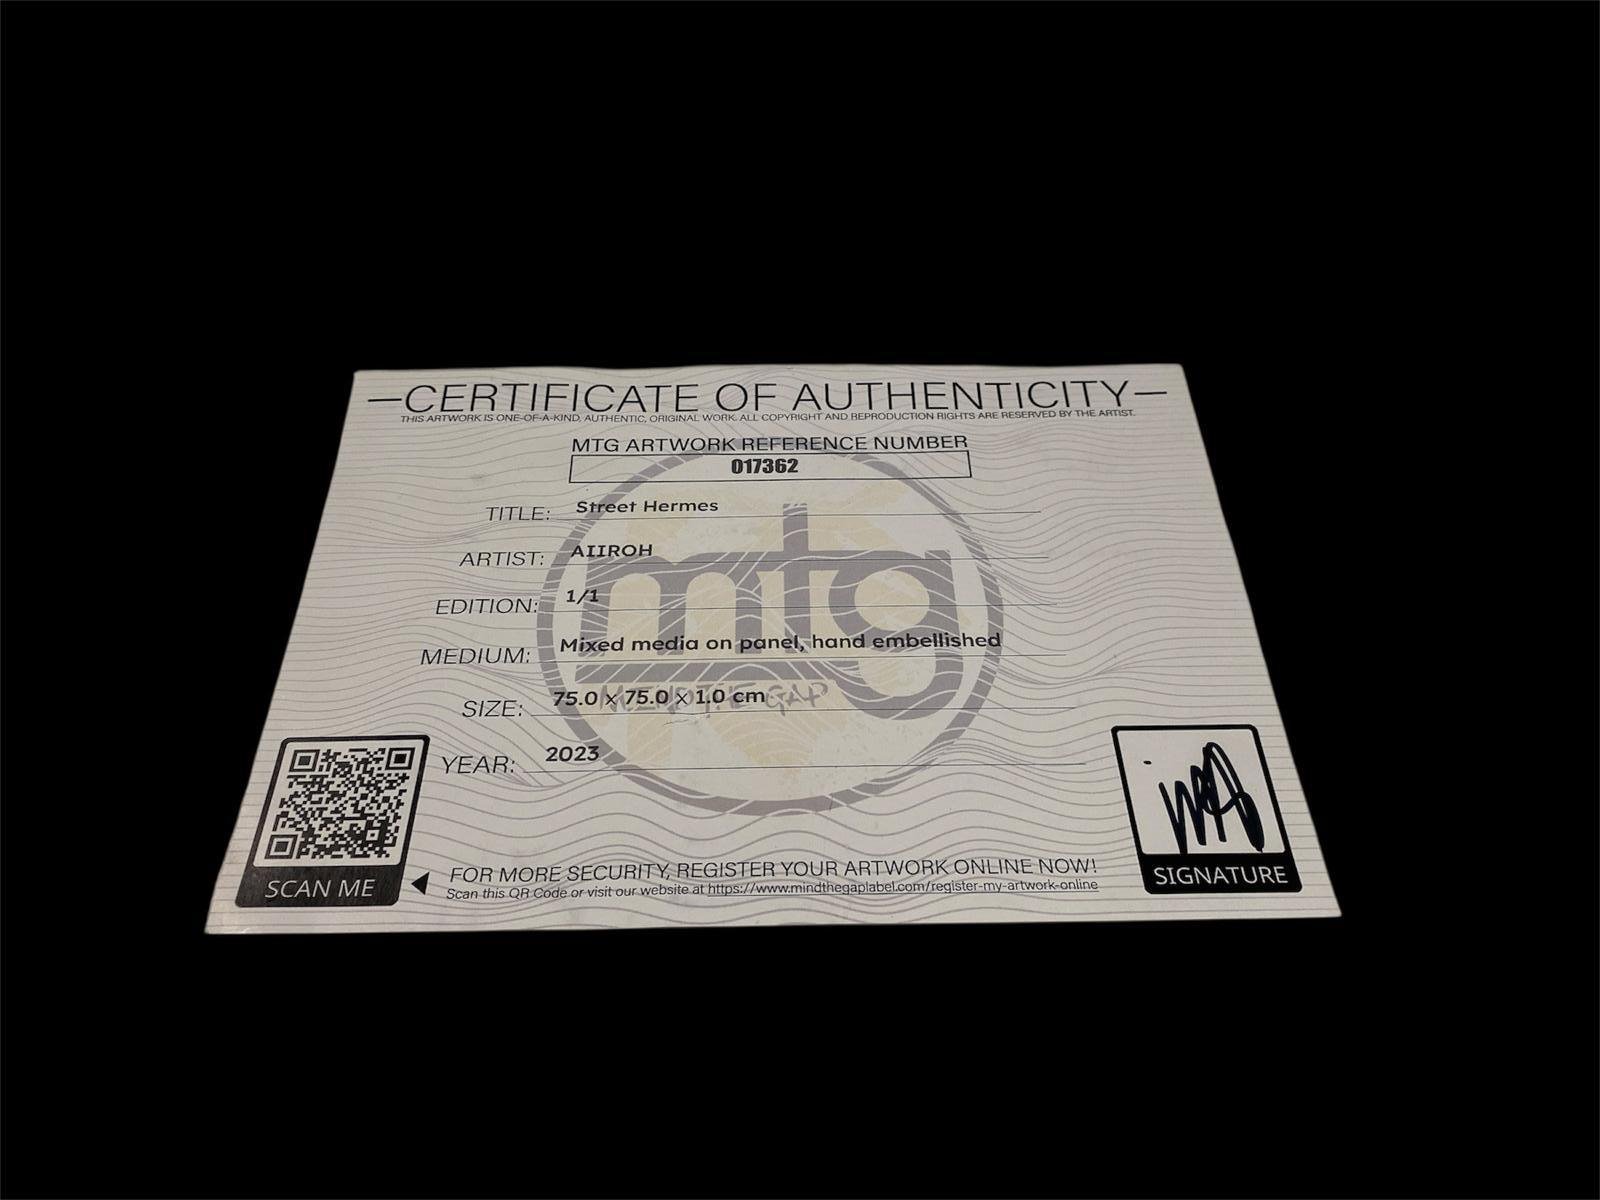 —CERTIFICATE OF AUTHENTICITY—
THIS ARTWORK IS ONE-OF-A-KIND, AUTHENTIC, ORIGINAL WORK. ALL COPYRIGHT AND REPRODUCTION RIGHTS ARE RESERVED BY THE ARTIST.
MTG ARTWORK REFERENCE NUMBER
017362
TITLE: Street Hermes
ARTIST: AIIROH
EDITION: 1/1
MEDIUM: Mixed media on panel, hand embellished
SIZE: 75.0 x 75.0 x 1.0 cm
YEAR: 2023
mtg
MIND THE GAP
FOR MORE SECURITY, REGISTER YOUR ARTWORK ONLINE NOW!
Scan this QR Code or visit our website at https://www.mindthegaplabel.com/register-my-artwork-online
SCAN ME
SIGNATURE